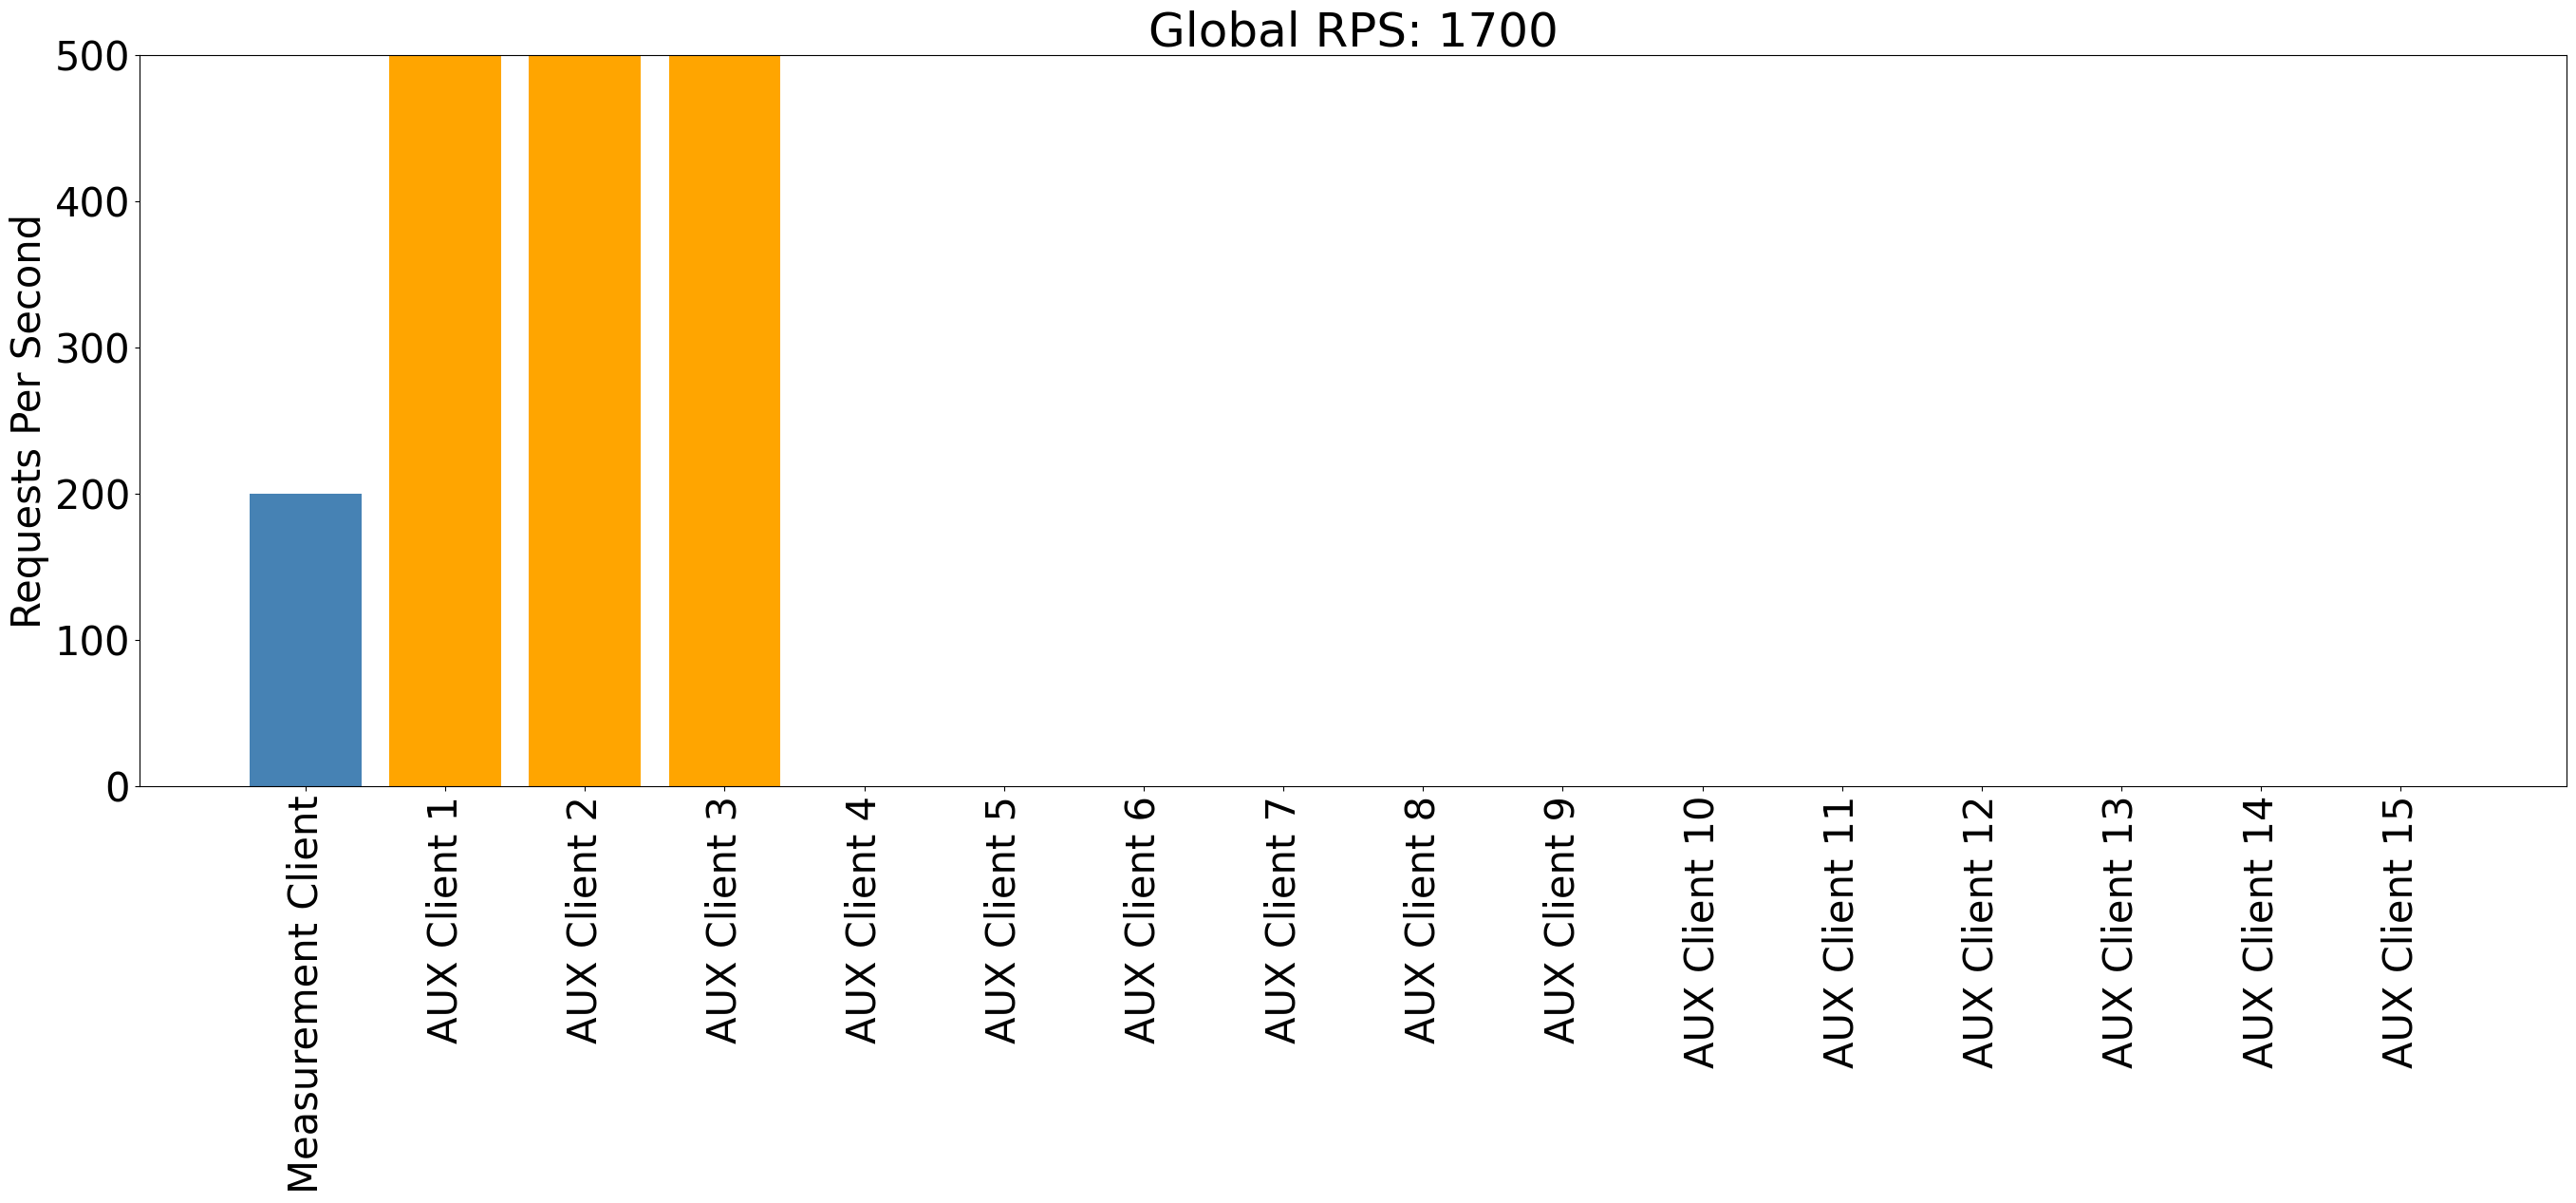 Global RPS: 1700
Requests Per Second
500
400
300
200
100
0
Measurement Client
AUX Client 1
AUX Client 2
AUX Client 3
AUX Client 4
AUX Client 5
AUX Client 6
AUX Client 7
AUX Client 8
AUX Client 9
AUX Client 10
AUX Client 11
AUX Client 12
AUX Client 13
AUX Client 14
AUX Client 15